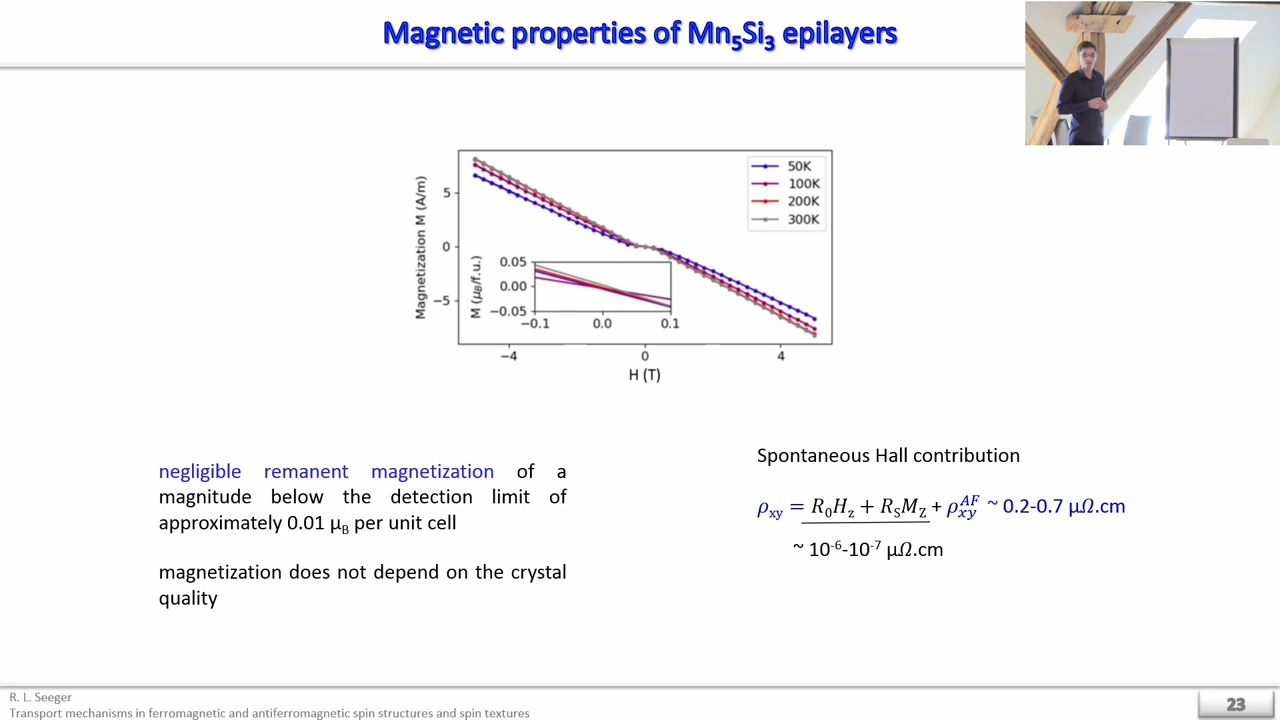 Magnetic properties of Mn₅Si₃ epilayers
Magnetization M (A/m)
5
0
−5
50K
100K
200K
300K
M (μB/f.u.)
0.05
0.00
−0.05
−0.1 0.0 0.1
−4 0 4
H (T)
negligible remanent magnetization of a
magnitude below the detection limit of
approximately 0.01 μB per unit cell
magnetization does not depend on the crystal
quality
Spontaneous Hall contribution
ρxy = R₀Hz + RSMZ + ρxy^AF ~ 0.2-0.7 μΩ.cm
~ 10⁻⁶-10⁻⁷ μΩ.cm
R. L. Seeger
Transport mechanisms in ferromagnetic and antiferromagnetic spin structures and spin textures
23